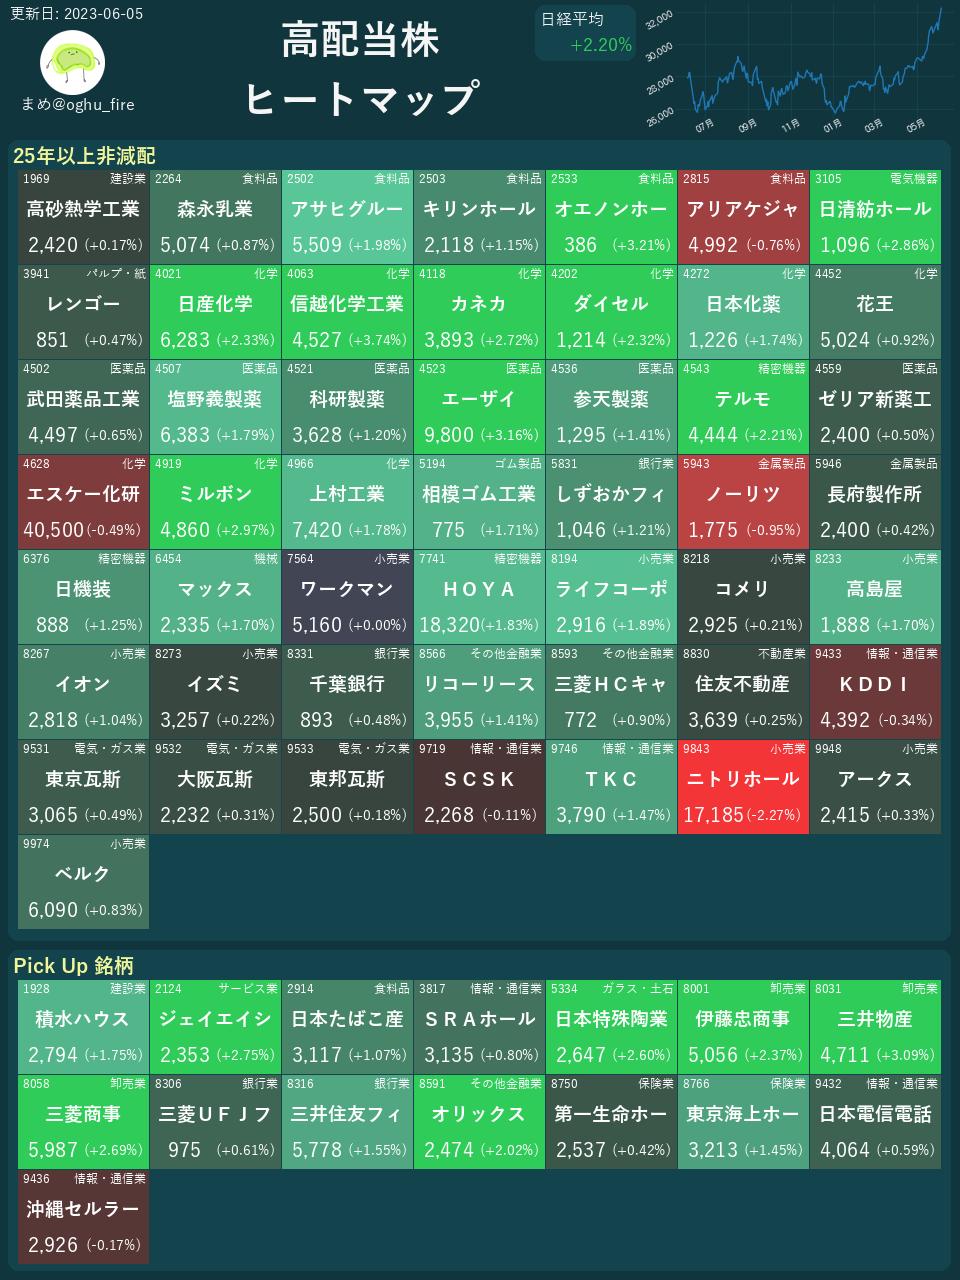 更新日: 2023-06-05
まめ@oghu_fire
高配当株
ヒートマップ
日経平均
+2.20%
32,000
30,000
28,000
26,000
07月 09月 11月 01月 03月 05月
25年以上非減配
1969 建設業 2264 食料品 2502 食料品 2503 食料品 2533 食料品 2815 食料品 3105 電気機器
高砂熱学工業 森永乳業 アサヒグルー キリンホール オエノンホー アリアケジャ 日清紡ホール
2,420 (+0.17%) 5,074 (+0.87%) 5,509 (+1.98%) 2,118 (+1.15%) 386 (+3.21%) 4,992 (-0.76%) 1,096 (+2.86%)
3941 パルプ・紙 4021 化学 4063 化学 4118 化学 4202 化学 4272 化学 4452 化学
レンゴー 日産化学 信越化学工業 カネカ ダイセル 日本化薬 花王
851 (+0.47%) 6,283 (+2.33%) 4,527 (+3.74%) 3,893 (+2.72%) 1,214 (+2.32%) 1,226 (+1.74%) 5,024 (+0.92%)
4502 医薬品 4507 医薬品 4521 医薬品 4523 医薬品 4536 医薬品 4543 精密機器 4559 医薬品
武田薬品工業 塩野義製薬 科研製薬 エーザイ 参天製薬 テルモ ゼリア新薬工
4,497 (+0.65%) 6,383 (+1.79%) 3,628 (+1.20%) 9,800 (+3.16%) 1,295 (+1.41%) 4,444 (+2.21%) 2,400 (+0.50%)
4628 化学 4919 化学 4966 化学 5194 ゴム製品 5831 銀行業 5943 金属製品 5946 金属製品
エスケー化研 ミルボン 上村工業 相模ゴム工業 しずおかフィ ノーリツ 長府製作所
40,500(-0.49%) 4,860 (+2.97%) 7,420 (+1.78%) 775 (+1.71%) 1,046 (+1.21%) 1,775 (-0.95%) 2,400 (+0.42%)
6376 精密機器 6454 機械 7564 小売業 7741 精密機器 8194 小売業 8218 小売業 8233 小売業
日機装 マックス ワークマン ＨＯＹＡ ライフコーポ コメリ 高島屋
888 (+1.25%) 2,335 (+1.70%) 5,160 (+0.00%) 18,320(+1.83%) 2,916 (+1.89%) 2,925 (+0.21%) 1,888 (+1.70%)
8267 小売業 8273 小売業 8331 銀行業 8566 その他金融業 8593 その他金融業 8830 不動産業 9433 情報・通信業
イオン イズミ 千葉銀行 リコーリース 三菱ＨＣキャ 住友不動産 ＫＤＤＩ
2,818 (+1.04%) 3,257 (+0.22%) 893 (+0.48%) 3,955 (+1.41%) 772 (+0.90%) 3,639 (+0.25%) 4,392 (-0.34%)
9531 電気・ガス業 9532 電気・ガス業 9533 電気・ガス業 9719 情報・通信業 9746 情報・通信業 9843 小売業 9948 小売業
東京瓦斯 大阪瓦斯 東邦瓦斯 ＳＣＳＫ ＴＫＣ ニトリホール アークス
3,065 (+0.49%) 2,232 (+0.31%) 2,500 (+0.18%) 2,268 (-0.11%) 3,790 (+1.47%) 17,185(-2.27%) 2,415 (+0.33%)
9974 小売業
ベルク
6,090 (+0.83%)
Pick Up 銘柄
1928 建設業 2124 サービス業 2914 食料品 3817 情報・通信業 5334 ガラス・土石 8001 卸売業 8031 卸売業
積水ハウス ジェイエイシ 日本たばこ産 ＳＲＡホール 日本特殊陶業 伊藤忠商事 三井物産
2,794 (+1.75%) 2,353 (+2.75%) 3,117 (+1.07%) 3,135 (+0.80%) 2,647 (+2.60%) 5,056 (+2.37%) 4,711 (+3.09%)
8058 卸売業 8306 銀行業 8316 銀行業 8591 その他金融業 8750 保険業 8766 保険業 9432 情報・通信業
三菱商事 三菱ＵＦＪフ 三井住友フィ オリックス 第一生命ホー 東京海上ホー 日本電信電話
5,987 (+2.69%) 975 (+0.61%) 5,778 (+1.55%) 2,474 (+2.02%) 2,537 (+0.42%) 3,213 (+1.45%) 4,064 (+0.59%)
9436 情報・通信業
沖縄セルラー
2,926 (-0.17%)